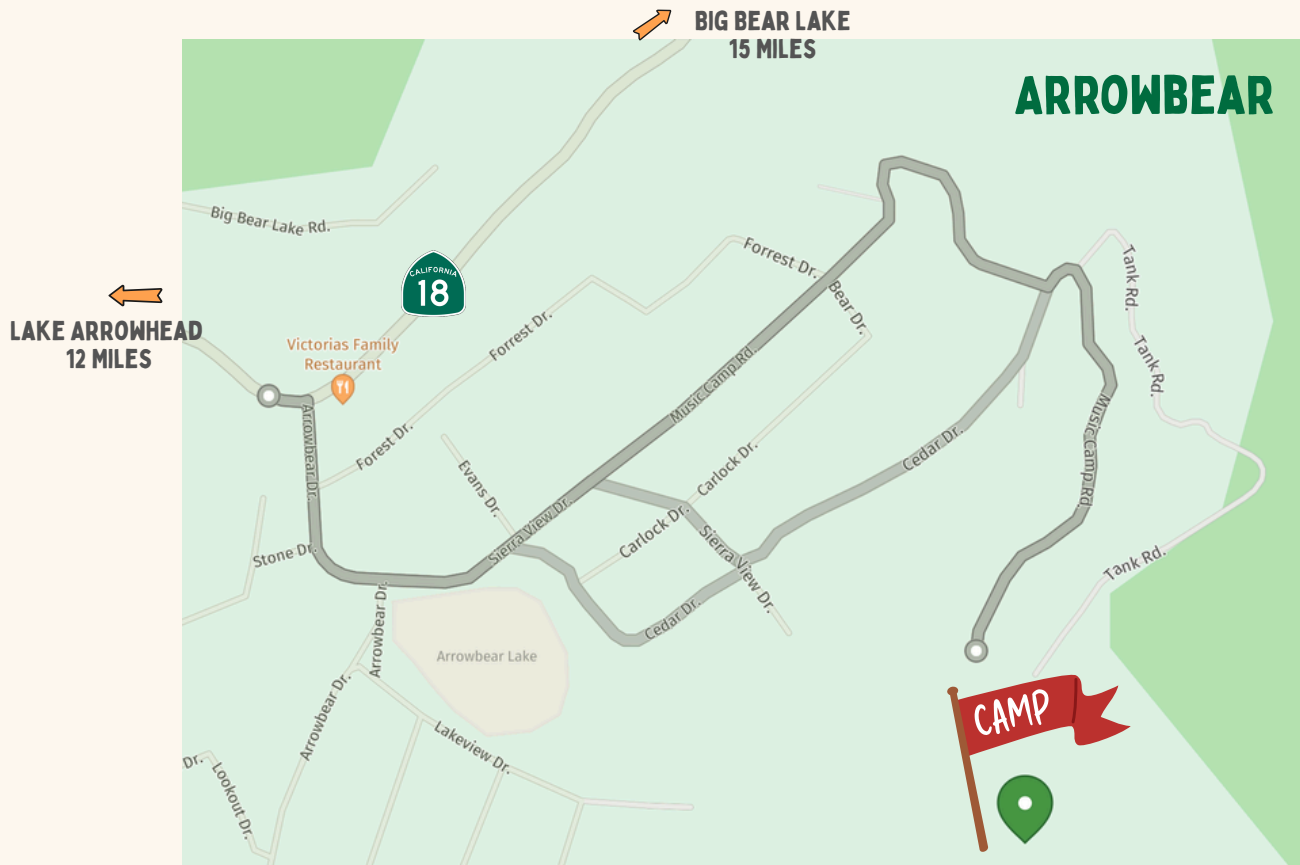 BIG BEAR LAKE
15 MILES
ARROWBEAR
Big Bear Lake Rd.
CALIFORNIA
18
LAKE ARROWHEAD
12 MILES
Victorias Family
Restaurant
Forrest Dr.
Bear Dr.
Tank Rd.
Tank Rd.
Forrest Dr.
Music Camp Rd.
Arrowbear Dr.
Forest Dr.
Evans Dr.
Carlock Dr.
Cedar Dr.
Music Camp Rd.
Sierra View Dr.
Carlock Dr.
Sierra View Dr.
Stone Dr.
Tank Rd.
Arrowbear Dr.
Cedar Dr.
Arrowbear Lake
Arrowbear Dr.
CAMP
Lakeview Dr.
Dr.
Lookout Dr.